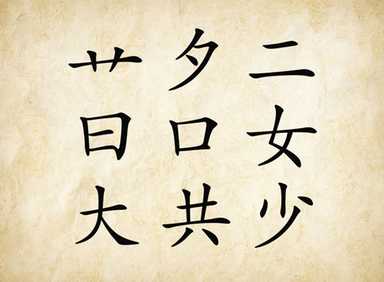 艹 夕 二
曰 口 女
大 共 少